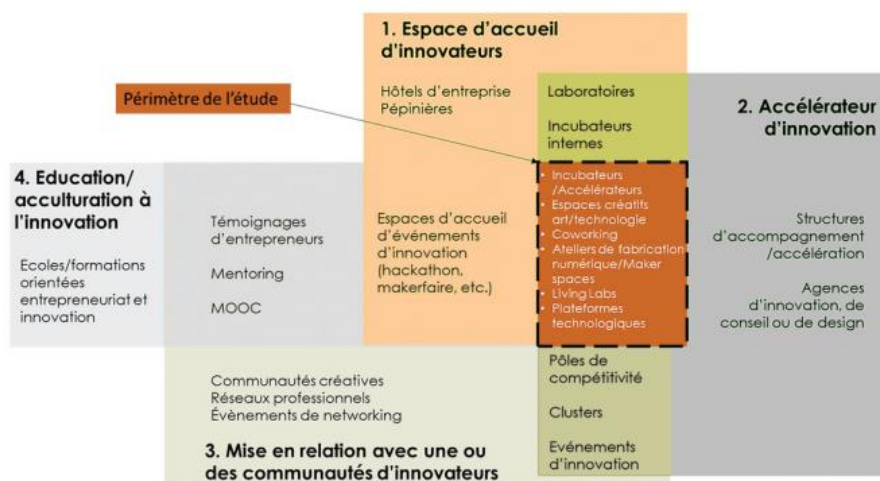 1. Espace d'accueil
d'innovateurs
Périmètre de l'étude
Hôtels d'entreprise
Pépinières
Laboratoires
Incubateurs
internes
2. Accélérateur
d'innovation
4. Education/
acculturation à
l'innovation
Ecoles/formations
orientées
entrepreneuriat et
innovation
Témoignages
d'entrepreneurs
Mentoring
MOOC
Espaces d'accueil
d'événements
d'innovation
(hackathon,
makerfaire, etc.)
• Incubateurs
/Accélérateurs
• Espaces créatifs
art/technologie
• Coworking
• Ateliers de fabrication
numérique/Maker
spaces
• Living Labs
• Plateformes
technologiques
Structures
d'accompagnement
/accélération
Agences
d'innovation, de
conseil ou de design
Communautés créatives
Réseaux professionnels
Évènements de networking
Pôles de
compétitivité
Clusters
Evénements
d'innovation
3. Mise en relation avec une ou
des communautés d'innovateurs